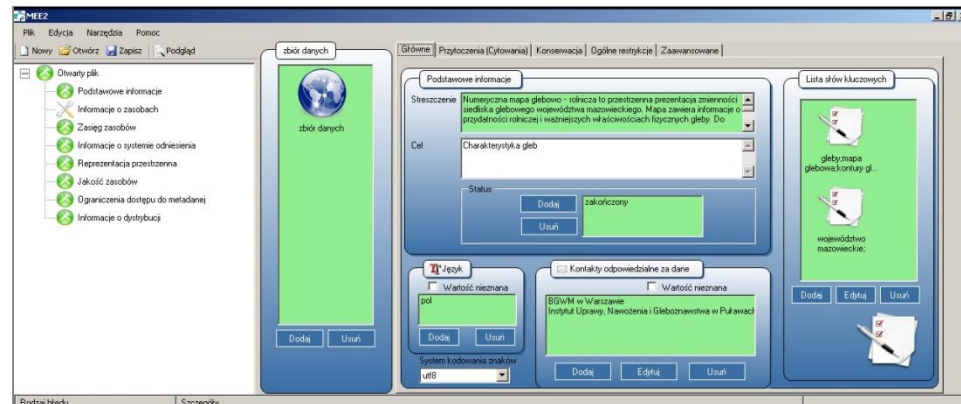 MEE2
Plik Edycja Narzędzia Pomoc
Nowy Otwórz Zapisz Podgląd
Otwarty plik
Podstawowe informacje
Informacje o zasobach
Zasięg zasobów
Informacje o systemie odniesienia
Reprezentacja przestrzenna
Jakość zasobów
Ograniczenia dostępu do metadanej
Informacje o dystrybucji
zbiór danych
zbiór danych
Dodaj Usuń
Główne Przytoczenia (Cytowania) Konserwacja Ogólne restrykcje Zaawansowane
Podstawowe informacje
Streszczenie
Numeryczna mapa glebowo - rolnicza to przestrzenna prezentacja zmienności
siedliska glebowego województwa mazowieckiego. Mapa zawiera informacje o
przydatności rolniczej i ważniejszych właściwościach fizycznych gleby. Do
Cel
Charakterystyka gleb
Status
Dodaj
Usuń
zakończony
Język
Wartość nieznana
pol
Dodaj Usuń
System kodowania znaków
utf8
Kontakty odpowiedzialne za dane
Wartość nieznana
BGWM w Warszawie
Instytut Uprawy, Nawożenia i Gleboznawstwa w Puławach
Dodaj Edytuj Usuń
Lista słów kluczowych
gleby;mapa
glebowa;kontury gl...
województwo
mazowieckie;
Dodaj Edytuj Usuń
Rodzaj błędu Szczegóły